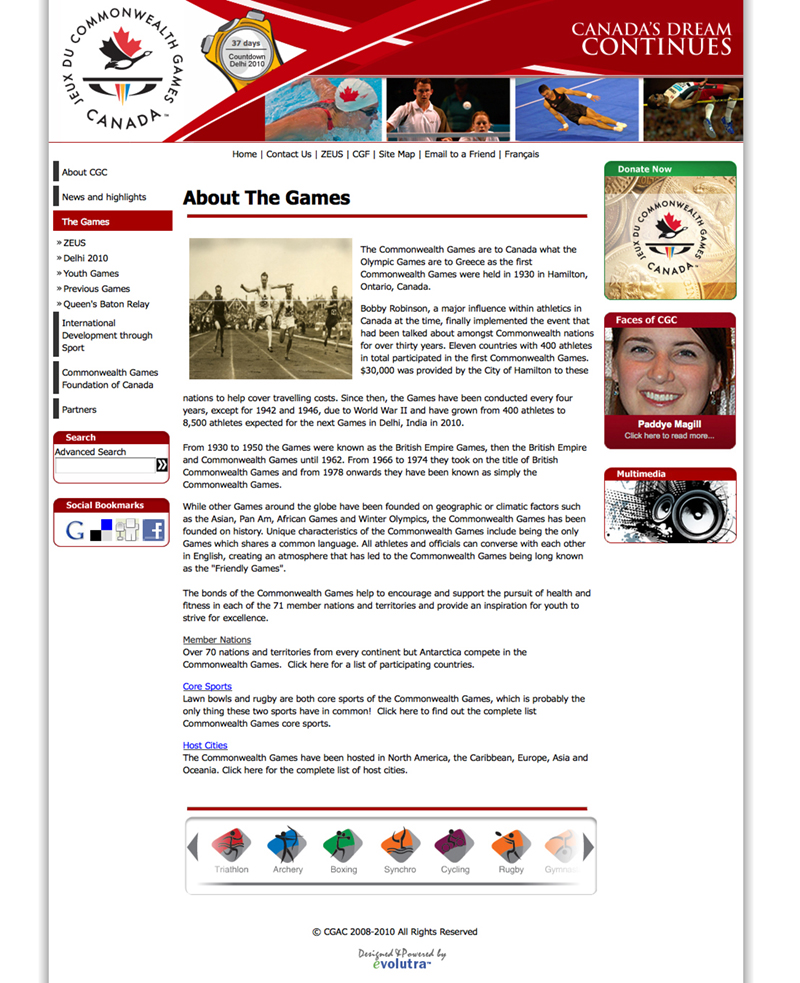 JEUX DU COMMONWEALTH GAMES
CANADA™
37 days
Countdown
Delhi 2010
CANADA'S DREAM
CONTINUES
Home | Contact Us | ZEUS | CGF | Site Map | Email to a Friend | Français
About CGC
News and highlights
The Games
» ZEUS
» Delhi 2010
» Youth Games
» Previous Games
» Queen's Baton Relay
International
Development through
Sport
Commonwealth Games
Foundation of Canada
Partners
Search
Advanced Search
Social Bookmarks
G
f
About The Games
The Commonwealth Games are to Canada what the
Olympic Games are to Greece as the first
Commonwealth Games were held in 1930 in Hamilton,
Ontario, Canada.
Bobby Robinson, a major influence within athletics in
Canada at the time, finally implemented the event that
had been talked about amongst Commonwealth nations
for over thirty years. Eleven countries with 400 athletes
in total participated in the first Commonwealth Games.
$30,000 was provided by the City of Hamilton to these
nations to help cover travelling costs. Since then, the Games have been conducted every four
years, except for 1942 and 1946, due to World War II and have grown from 400 athletes to
8,500 athletes expected for the next Games in Delhi, India in 2010.
From 1930 to 1950 the Games were known as the British Empire Games, then the British Empire
and Commonwealth Games until 1962. From 1966 to 1974 they took on the title of British
Commonwealth Games and from 1978 onwards they have been known as simply the
Commonwealth Games.
While other Games around the globe have been founded on geographic or climatic factors such
as the Asian, Pan Am, African Games and Winter Olympics, the Commonwealth Games has been
founded on history. Unique characteristics of the Commonwealth Games include being the only
Games which shares a common language. All athletes and officials can converse with each other
in English, creating an atmosphere that has led to the Commonwealth Games being long known
as the "Friendly Games".
The bonds of the Commonwealth Games help to encourage and support the pursuit of health and
fitness in each of the 71 member nations and territories and provide an inspiration for youth to
strive for excellence.
Member Nations
Over 70 nations and territories from every continent but Antarctica compete in the
Commonwealth Games. Click here for a list of participating countries.
Core Sports
Lawn bowls and rugby are both core sports of the Commonwealth Games, which is probably the
only thing these two sports have in common! Click here to find out the complete list
Commonwealth Games core sports.
Host Cities
The Commonwealth Games have been hosted in North America, the Caribbean, Europe, Asia and
Oceania. Click here for the complete list of host cities.
Triathlon
Archery
Boxing
Synchro
Cycling
Rugby
Gymnas
Donate Now
JEUX DU COMMONWEALTH GAMES
CANADA™
Faces of CGC
Paddye Magill
Click here to read more...
Multimedia
© CGAC 2008-2010 All Rights Reserved
Designed & Powered by
evolutra™